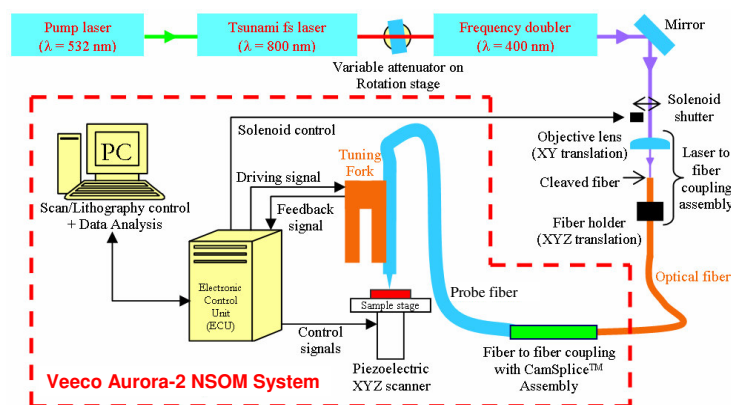 Pump laser
(λ = 532 nm)
Tsunami fs laser
(λ = 800 nm)
Frequency doubler
(λ = 400 nm)
Mirror
Variable attenuator on
Rotation stage
Solenoid
shutter
Solenoid control
Objective lens
(XY translation)
Laser to
fiber
coupling
assembly
Cleaved fiber
Fiber holder
(XYZ translation)
PC
Tuning
Fork
Driving signal
Feedback
signal
Scan/Lithography control
+ Data Analysis
Electronic
Control
Unit
(ECU)
Sample stage
Control
signals
Piezoelectric
XYZ scanner
Probe fiber
Optical fiber
Fiber to fiber coupling
with CamSplice™
Assembly
Veeco Aurora-2 NSOM System